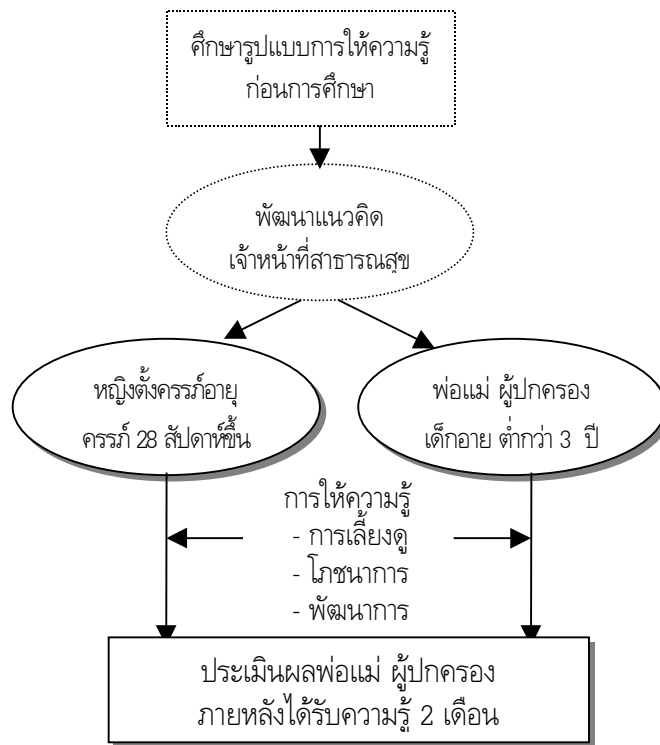 ศึกษารูปแบบการให้ความรู้
ก่อนการศึกษา
พัฒนาแนวคิด
เจ้าหน้าที่สาธารณสุข
หญิงตั้งครรภ์อายุ
ครรภ์ 28 สัปดาห์ขึ้น
พ่อแม่ ผู้ปกครอง
เด็กอาย ต่ำกว่า 3 ปี
การให้ความรู้
- การเลี้ยงดู
- โภชนาการ
- พัฒนาการ
ประเมินผลพ่อแม่ ผู้ปกครอง
ภายหลังได้รับความรู้ 2 เดือน